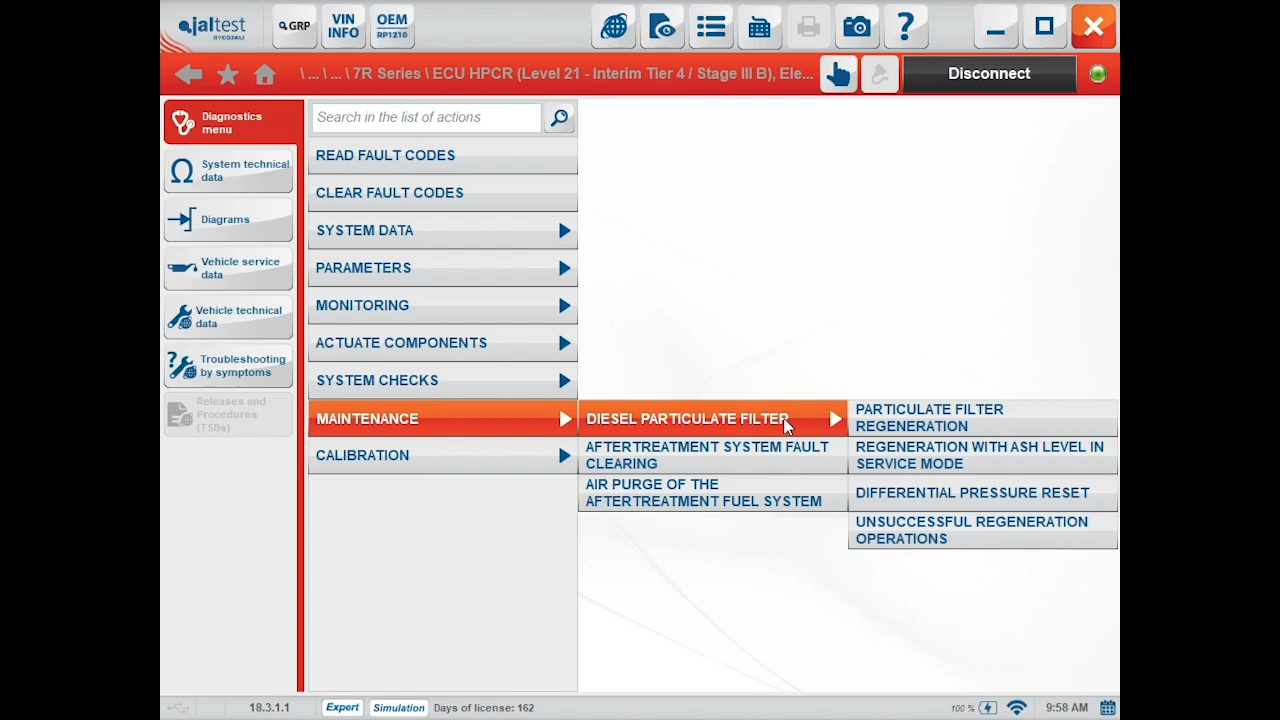 jaltest
BY COJALI
GRP
VIN
INFO
OEM
RP1210
?
\ ... \ ... \ 7R Series \ ECU HPCR (Level 21 - Interim Tier 4 / Stage III B), Ele...
Disconnect
Diagnostics
menu
System technical
data
Diagrams
Vehicle service
data
Vehicle technical
data
Troubleshooting
by symptoms
Releases and
Procedures
(TSBs)
Search in the list of actions
READ FAULT CODES
CLEAR FAULT CODES
SYSTEM DATA
PARAMETERS
MONITORING
ACTUATE COMPONENTS
SYSTEM CHECKS
MAINTENANCE
CALIBRATION
DIESEL PARTICULATE FILTER
AFTERTREATMENT SYSTEM FAULT
CLEARING
AIR PURGE OF THE
AFTERTREATMENT FUEL SYSTEM
PARTICULATE FILTER
REGENERATION
REGENERATION WITH ASH LEVEL IN
SERVICE MODE
DIFFERENTIAL PRESSURE RESET
UNSUCCESSFUL REGENERATION
OPERATIONS
18.3.1.1
Expert
Simulation
Days of license: 162
100 %
9:58 AM